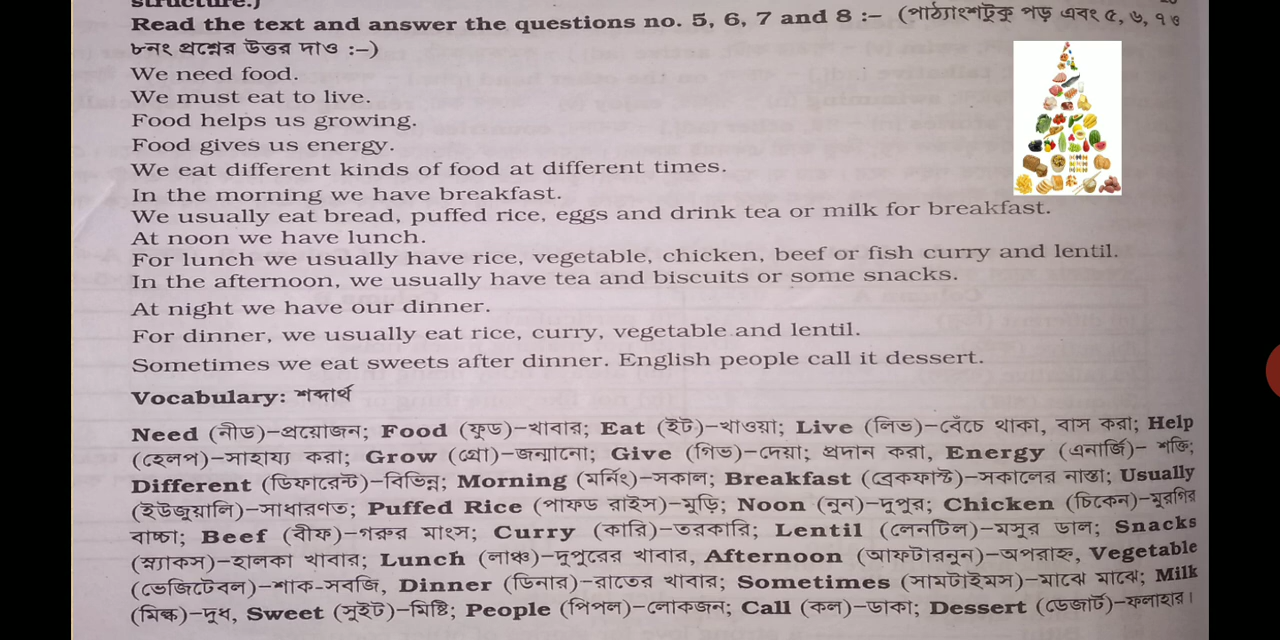 structure.)
Read the text and answer the questions no. 5, 6, 7 and 8 :– (পাঠ্যাংশটুকু পড় এবং ৫, ৬, ৭ ও
৮নং প্রশ্নের উত্তর দাও :–)
We need food.
We must eat to live.
Food helps us growing.
Food gives us energy.
We eat different kinds of food at different times.
In the morning we have breakfast.
We usually eat bread, puffed rice, eggs and drink tea or milk for breakfast.
At noon we have lunch.
For lunch we usually have rice, vegetable, chicken, beef or fish curry and lentil.
In the afternoon, we usually have tea and biscuits or some snacks.
At night we have our dinner.
For dinner, we usually eat rice, curry, vegetable and lentil.
Sometimes we eat sweets after dinner. English people call it dessert.
Vocabulary: শব্দার্থ
Need (নীড)–প্রয়োজন; Food (ফুড)–খাবার; Eat (ইট)–খাওয়া; Live (লিভ)–বেঁচে থাকা, বাস করা; Help
(হেলপ)–সাহায্য করা; Grow (গ্রো)–জন্মানো; Give (গিভ)–দেয়া; প্রদান করা, Energy (এনার্জি)– শক্তি;
Different (ডিফারেন্ট)–বিভিন্ন; Morning (মর্নিং)–সকাল; Breakfast (ব্রেকফাস্ট)–সকালের নাস্তা; Usually
(ইউজুয়ালি)–সাধারণত; Puffed Rice (পাফড রাইস)–মুড়ি; Noon (নূন)–দুপুর; Chicken (চিকেন)–মুরগির
বাচ্চা; Beef (বীফ)–গরুর মাংস; Curry (কারি)–তরকারি; Lentil (লেনটিল)–মসুর ডাল; Snacks
(স্ন্যাকস)–হালকা খাবার; Lunch (লাঞ্চ)–দুপুরের খাবার, Afternoon (আফটারনুন)–অপরাহ্ন, Vegetable
(ভেজিটেবল)–শাক-সবজি, Dinner (ডিনার)–রাতের খাবার; Sometimes (সামটাইমস)–মাঝে মাঝে; Milk
(মিল্ক)–দুধ, Sweet (সুইট)–মিষ্টি; People (পিপল)–লোকজন; Call (কল)–ডাকা; Dessert (ডেজার্ট)–ফলাহার।